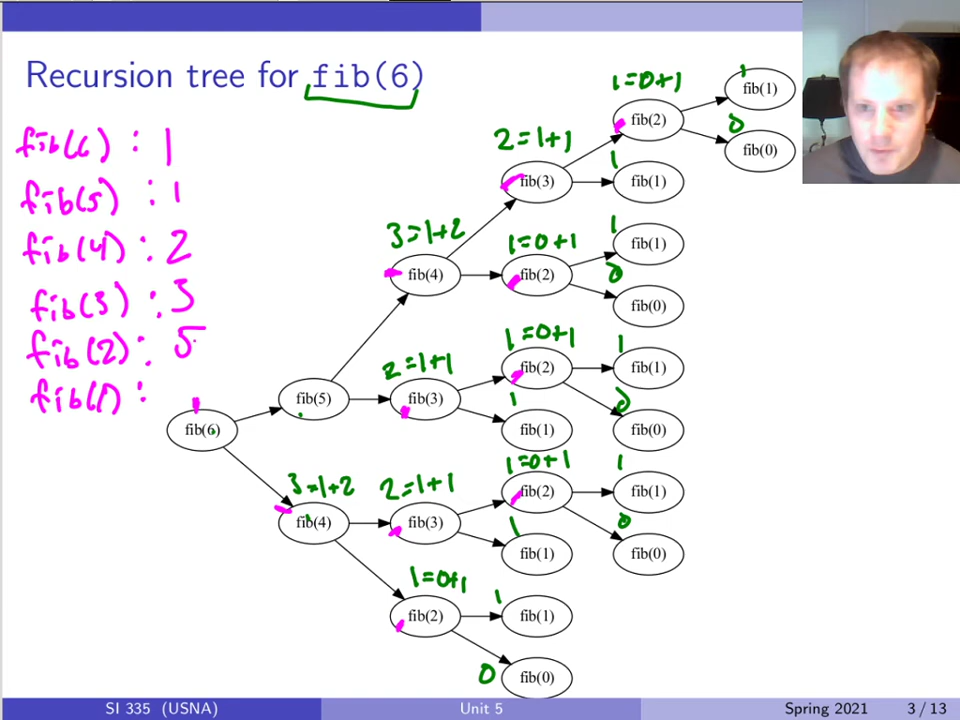 Recursion tree for fib(6)
fib(6) : 1
fib(5) : 1
fib(4) : 2
fib(3) : 3
fib(2) : 5
fib(1) :
1=0+1
1
fib(1)
fib(2)
0
fib(0)
2=1+1
fib(3)
1
fib(1)
3=1+2
fib(4)
1=0+1
fib(2)
1
fib(1)
0
fib(0)
fib(5)
2=1+1
fib(3)
1=0+1
fib(2)
1
fib(1)
0
fib(0)
1
fib(1)
fib(6)
3=1+2
fib(4)
2=1+1
fib(3)
1=0+1
fib(2)
1
fib(1)
0
fib(0)
1
fib(1)
1=0+1
fib(2)
1
fib(1)
0
fib(0)
SI 335 (USNA) Unit 5 Spring 2021 3 / 13